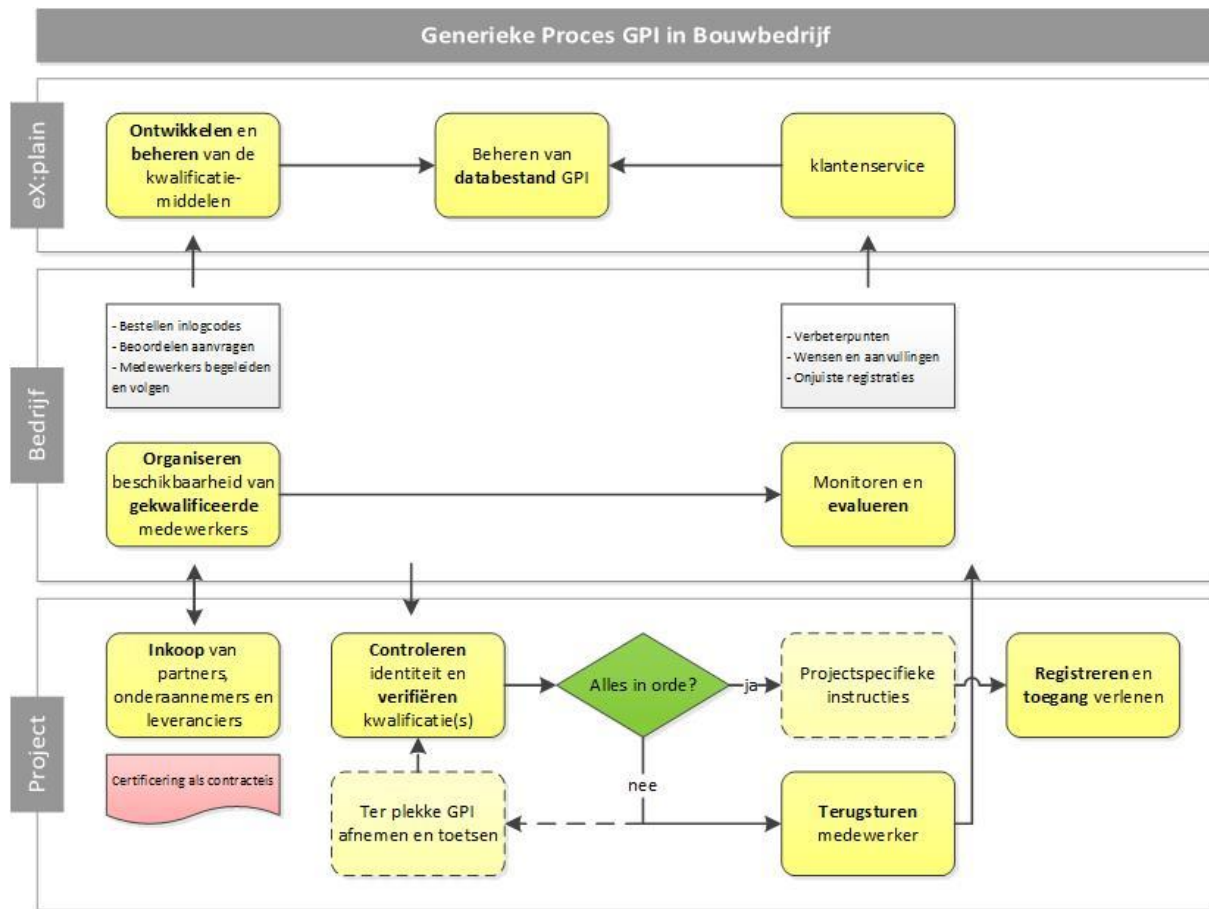 Generieke Proces GPI in Bouwbedrijf
eX:plain
Ontwikkelen en
beheren van de
kwalificatie-
middelen
Beheren van
databestand GPI
klantenservice
Bedrijf
- Bestellen inlogcodes
- Beoordelen aanvragen
- Medewerkers begeleiden
en volgen
- Verbeterpunten
- Wensen en aanvullingen
- Onjuiste registraties
Organiseren
beschikbaarheid van
gekwalificeerde
medewerkers
Monitoren en
evalueren
Project
Inkoop van
partners,
onderaannemers en
leveranciers
Controleren
identiteit en
verifiëren
kwalificatie(s)
Alles in orde?
ja
Projectspecifieke
instructies
Registreren en
toegang verlenen
Certificering als contracteis
nee
Ter plekke GPI
afnemen en toetsen
Terugsturen
medewerker